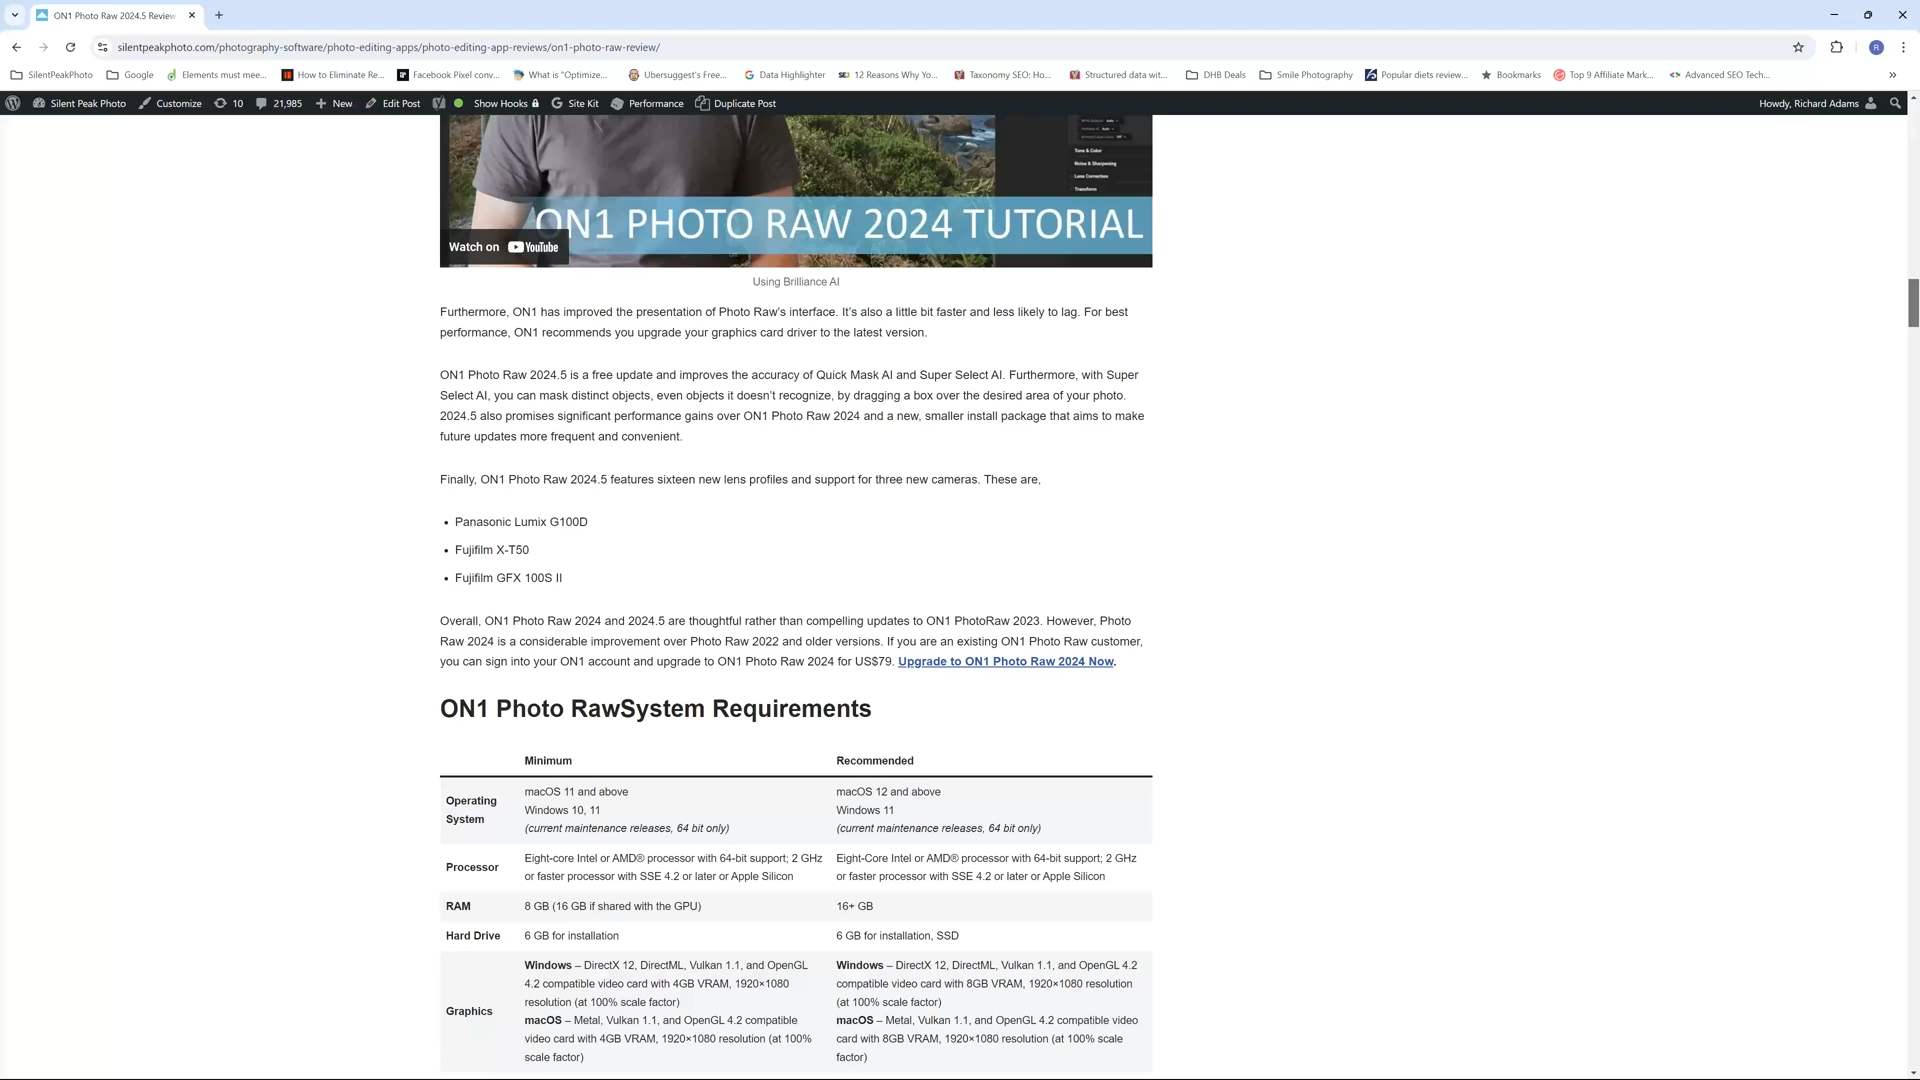 ON1 Photo Raw 2024.5 Review
silentpeakphoto.com/photography-software/photo-editing-apps/photo-editing-app-reviews/on1-photo-raw-review/
R
SilentPeakPhoto Google Elements must mee... How to Eliminate Re... Facebook Pixel conv... What is "Optimize... Ubersuggest's Free... Data Highlighter 12 Reasons Why Yo... Taxonomy SEO: Ho... Structured data wit... DHB Deals Smile Photography Popular diets review... Bookmarks Top 9 Affiliate Mark... Advanced SEO Tech...
Silent Peak Photo Customize 10 21,985 New Edit Post Show Hooks Site Kit Performance Duplicate Post Howdy, Richard Adams
Tone & Color
Noise & Sharpening
Lens Correction
Transform
ON1 PHOTO RAW 2024 TUTORIAL
Watch on YouTube
Using Brilliance AI
Furthermore, ON1 has improved the presentation of Photo Raw's interface. It's also a little bit faster and less likely to lag. For best
performance, ON1 recommends you upgrade your graphics card driver to the latest version.
ON1 Photo Raw 2024.5 is a free update and improves the accuracy of Quick Mask AI and Super Select AI. Furthermore, with Super
Select AI, you can mask distinct objects, even objects it doesn't recognize, by dragging a box over the desired area of your photo.
2024.5 also promises significant performance gains over ON1 Photo Raw 2024 and a new, smaller install package that aims to make
future updates more frequent and convenient.
Finally, ON1 Photo Raw 2024.5 features sixteen new lens profiles and support for three new cameras. These are,
• Panasonic Lumix G100D
• Fujifilm X-T50
• Fujifilm GFX 100S II
Overall, ON1 Photo Raw 2024 and 2024.5 are thoughtful rather than compelling updates to ON1 PhotoRaw 2023. However, Photo
Raw 2024 is a considerable improvement over Photo Raw 2022 and older versions. If you are an existing ON1 Photo Raw customer,
you can sign into your ON1 account and upgrade to ON1 Photo Raw 2024 for US$79. Upgrade to ON1 Photo Raw 2024 Now.
ON1 Photo RawSystem Requirements
Minimum Recommended
Operating System
macOS 11 and above
Windows 10, 11
(current maintenance releases, 64 bit only)
macOS 12 and above
Windows 11
(current maintenance releases, 64 bit only)
Processor
Eight-core Intel or AMD® processor with 64-bit support; 2 GHz
or faster processor with SSE 4.2 or later or Apple Silicon
Eight-Core Intel or AMD® processor with 64-bit support; 2 GHz
or faster processor with SSE 4.2 or later or Apple Silicon
RAM 8 GB (16 GB if shared with the GPU) 16+ GB
Hard Drive 6 GB for installation 6 GB for installation, SSD
Graphics
Windows – DirectX 12, DirectML, Vulkan 1.1, and OpenGL
4.2 compatible video card with 4GB VRAM, 1920×1080
resolution (at 100% scale factor)
macOS – Metal, Vulkan 1.1, and OpenGL 4.2 compatible
video card with 4GB VRAM, 1920×1080 resolution (at 100%
scale factor)
Windows – DirectX 12, DirectML, Vulkan 1.1, and OpenGL 4.2
compatible video card with 8GB VRAM, 1920×1080 resolution
(at 100% scale factor)
macOS – Metal, Vulkan 1.1, and OpenGL 4.2 compatible video
card with 8GB VRAM, 1920×1080 resolution (at 100% scale
factor)